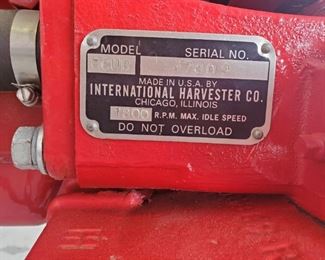 MODEL SERIAL NO.
MADE IN U.S.A. BY
INTERNATIONAL HARVESTER CO.
CHICAGO, ILLINOIS
1800 R.P.M. MAX. IDLE SPEED
DO NOT OVERLOAD